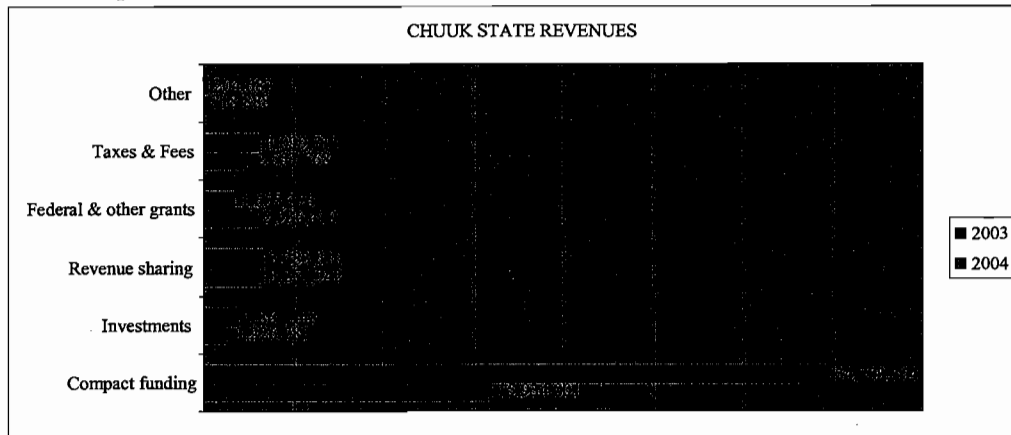 CHUUK STATE REVENUES
Other
Taxes & Fees
Federal & other grants
Revenue sharing
Investments
Compact funding
2003
2004